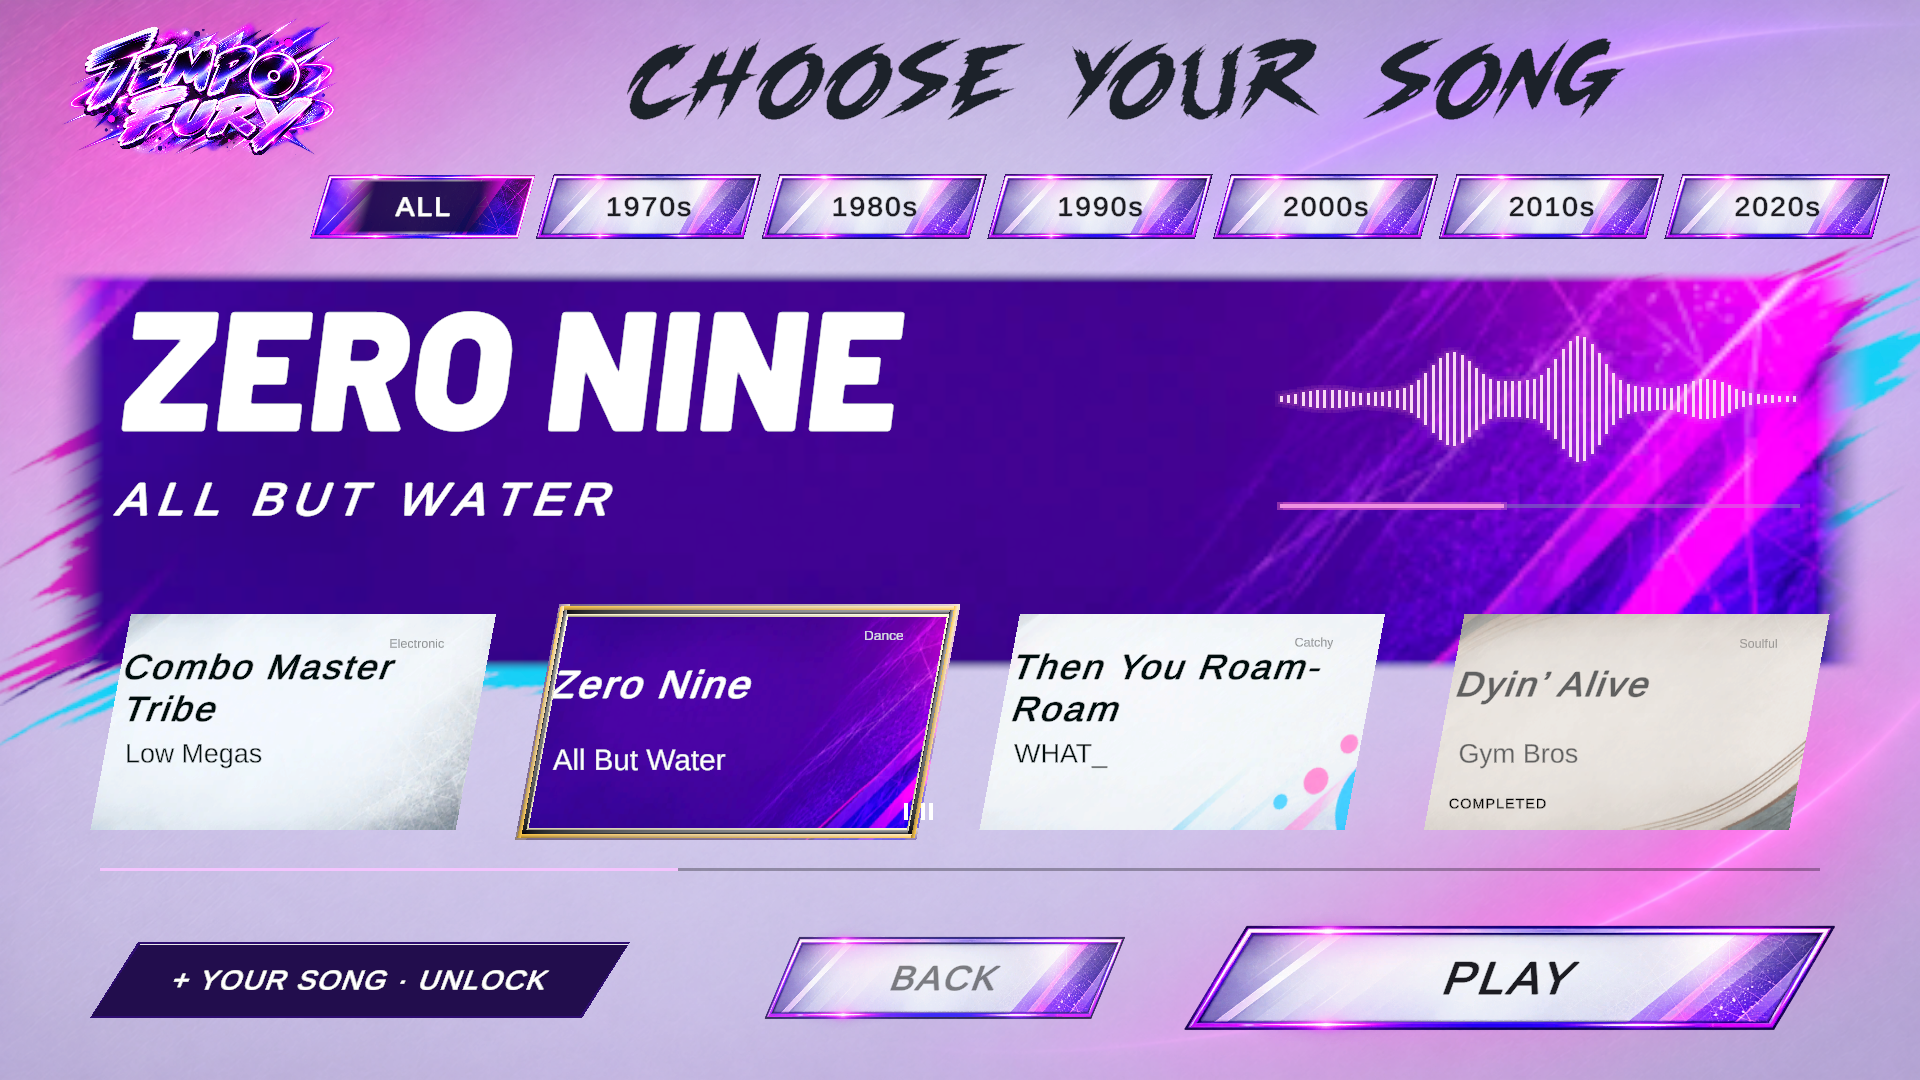 TEMPO
FURY
CHOOSE YOUR SONG
ALL
1970s
1980s
1990s
2000s
2010s
2020s
ZERO NINE
ALL BUT WATER
Electronic
Combo Master
Tribe
Low Megas
Dance
Zero Nine
All But Water
Catchy
Then You Roam-
Roam
WHAT_
Soulful
Dyin’ Alive
Gym Bros
COMPLETED
+ YOUR SONG · UNLOCK
BACK
PLAY